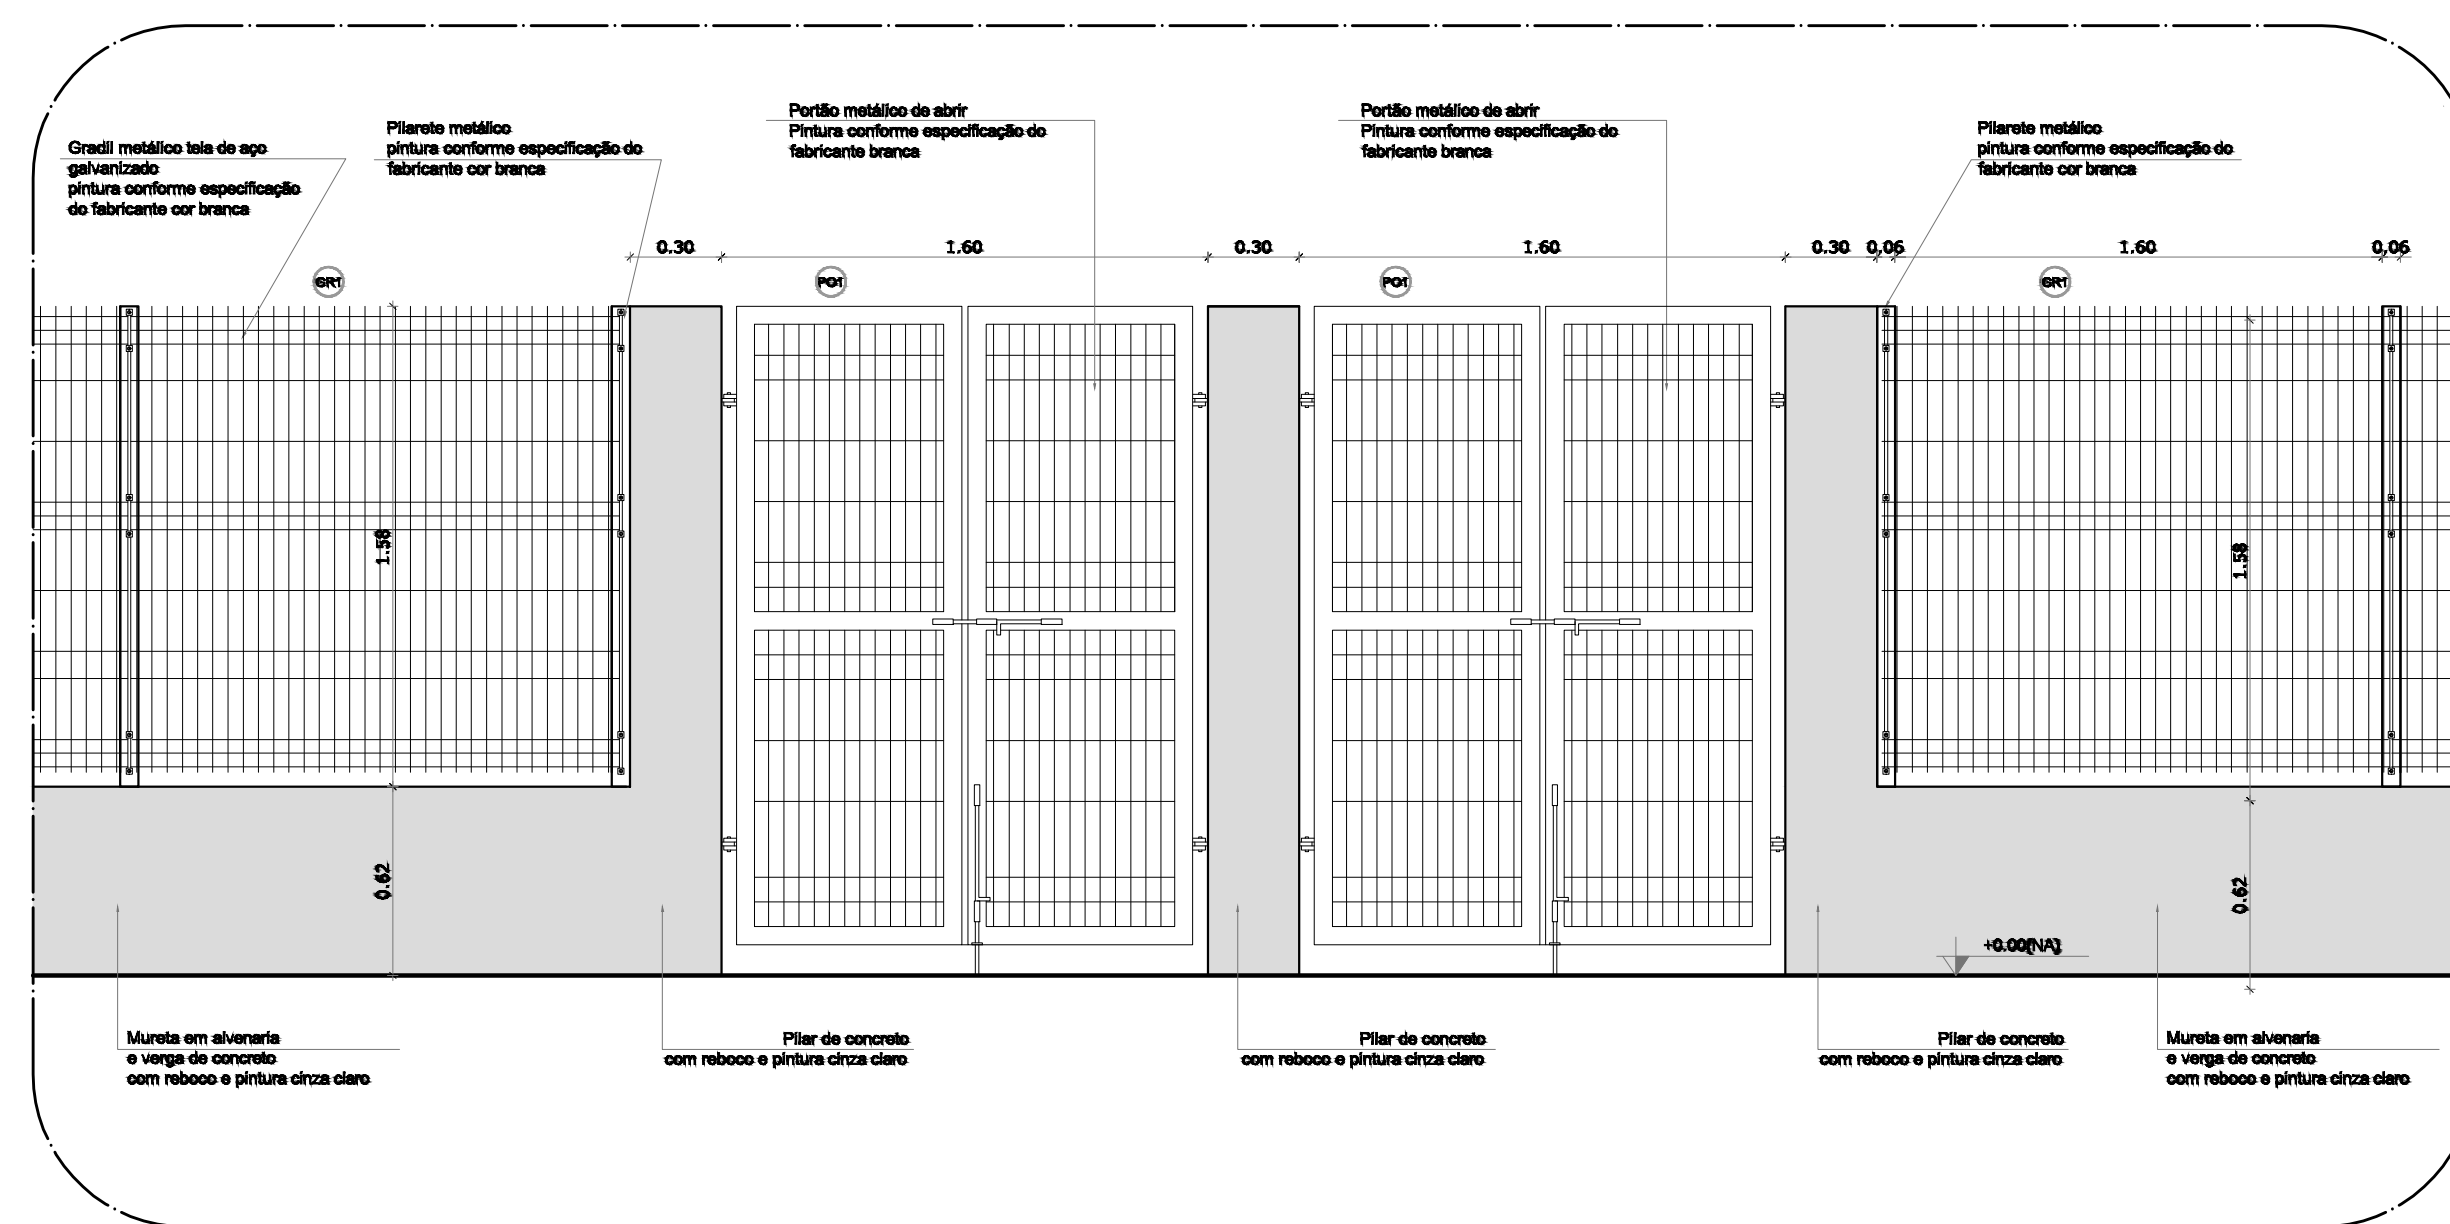 Gradil metálico tela de aço
galvanizado
pintura conforme especificação
do fabricante cor branca
Pilarete metálico
pintura conforme especificação do
fabricante cor branca
Portão metálico de abrir
Pintura conforme especificação do
fabricante branca
Portão metálico de abrir
Pintura conforme especificação do
fabricante branca
Pilarete metálico
pintura conforme especificação do
fabricante cor branca
0.30
1.60
0.30
1.60
0.30
0,06
1.60
0,06
GR1
PO1
PO1
GR1
1.58
1.58
0.62
0.62
+0.00[NA]
Mureta em alvenaria
e verga de concreto
com reboco e pintura cinza claro
Pilar de concreto
com reboco e pintura cinza claro
Pilar de concreto
com reboco e pintura cinza claro
Pilar de concreto
com reboco e pintura cinza claro
Mureta em alvenaria
e verga de concreto
com reboco e pintura cinza claro